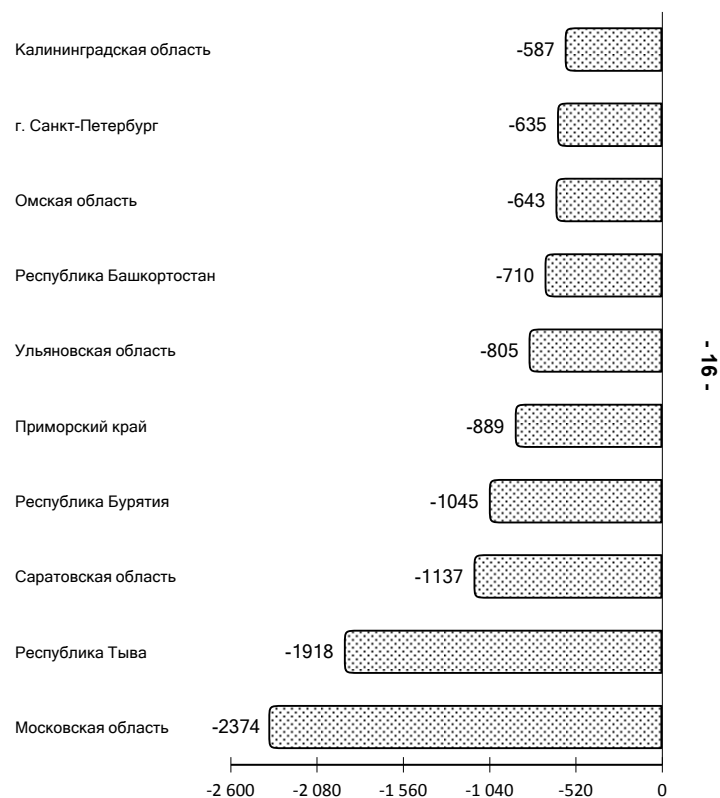 Калининградская область -587
г. Санкт-Петербург -635
Омская область -643
Республика Башкортостан -710
Ульяновская область -805
Приморский край -889
Республика Бурятия -1045
Саратовская область -1137
Республика Тыва -1918
Московская область -2374
-2 600 -2 080 -1 560 -1 040 -520 0
- 16 -